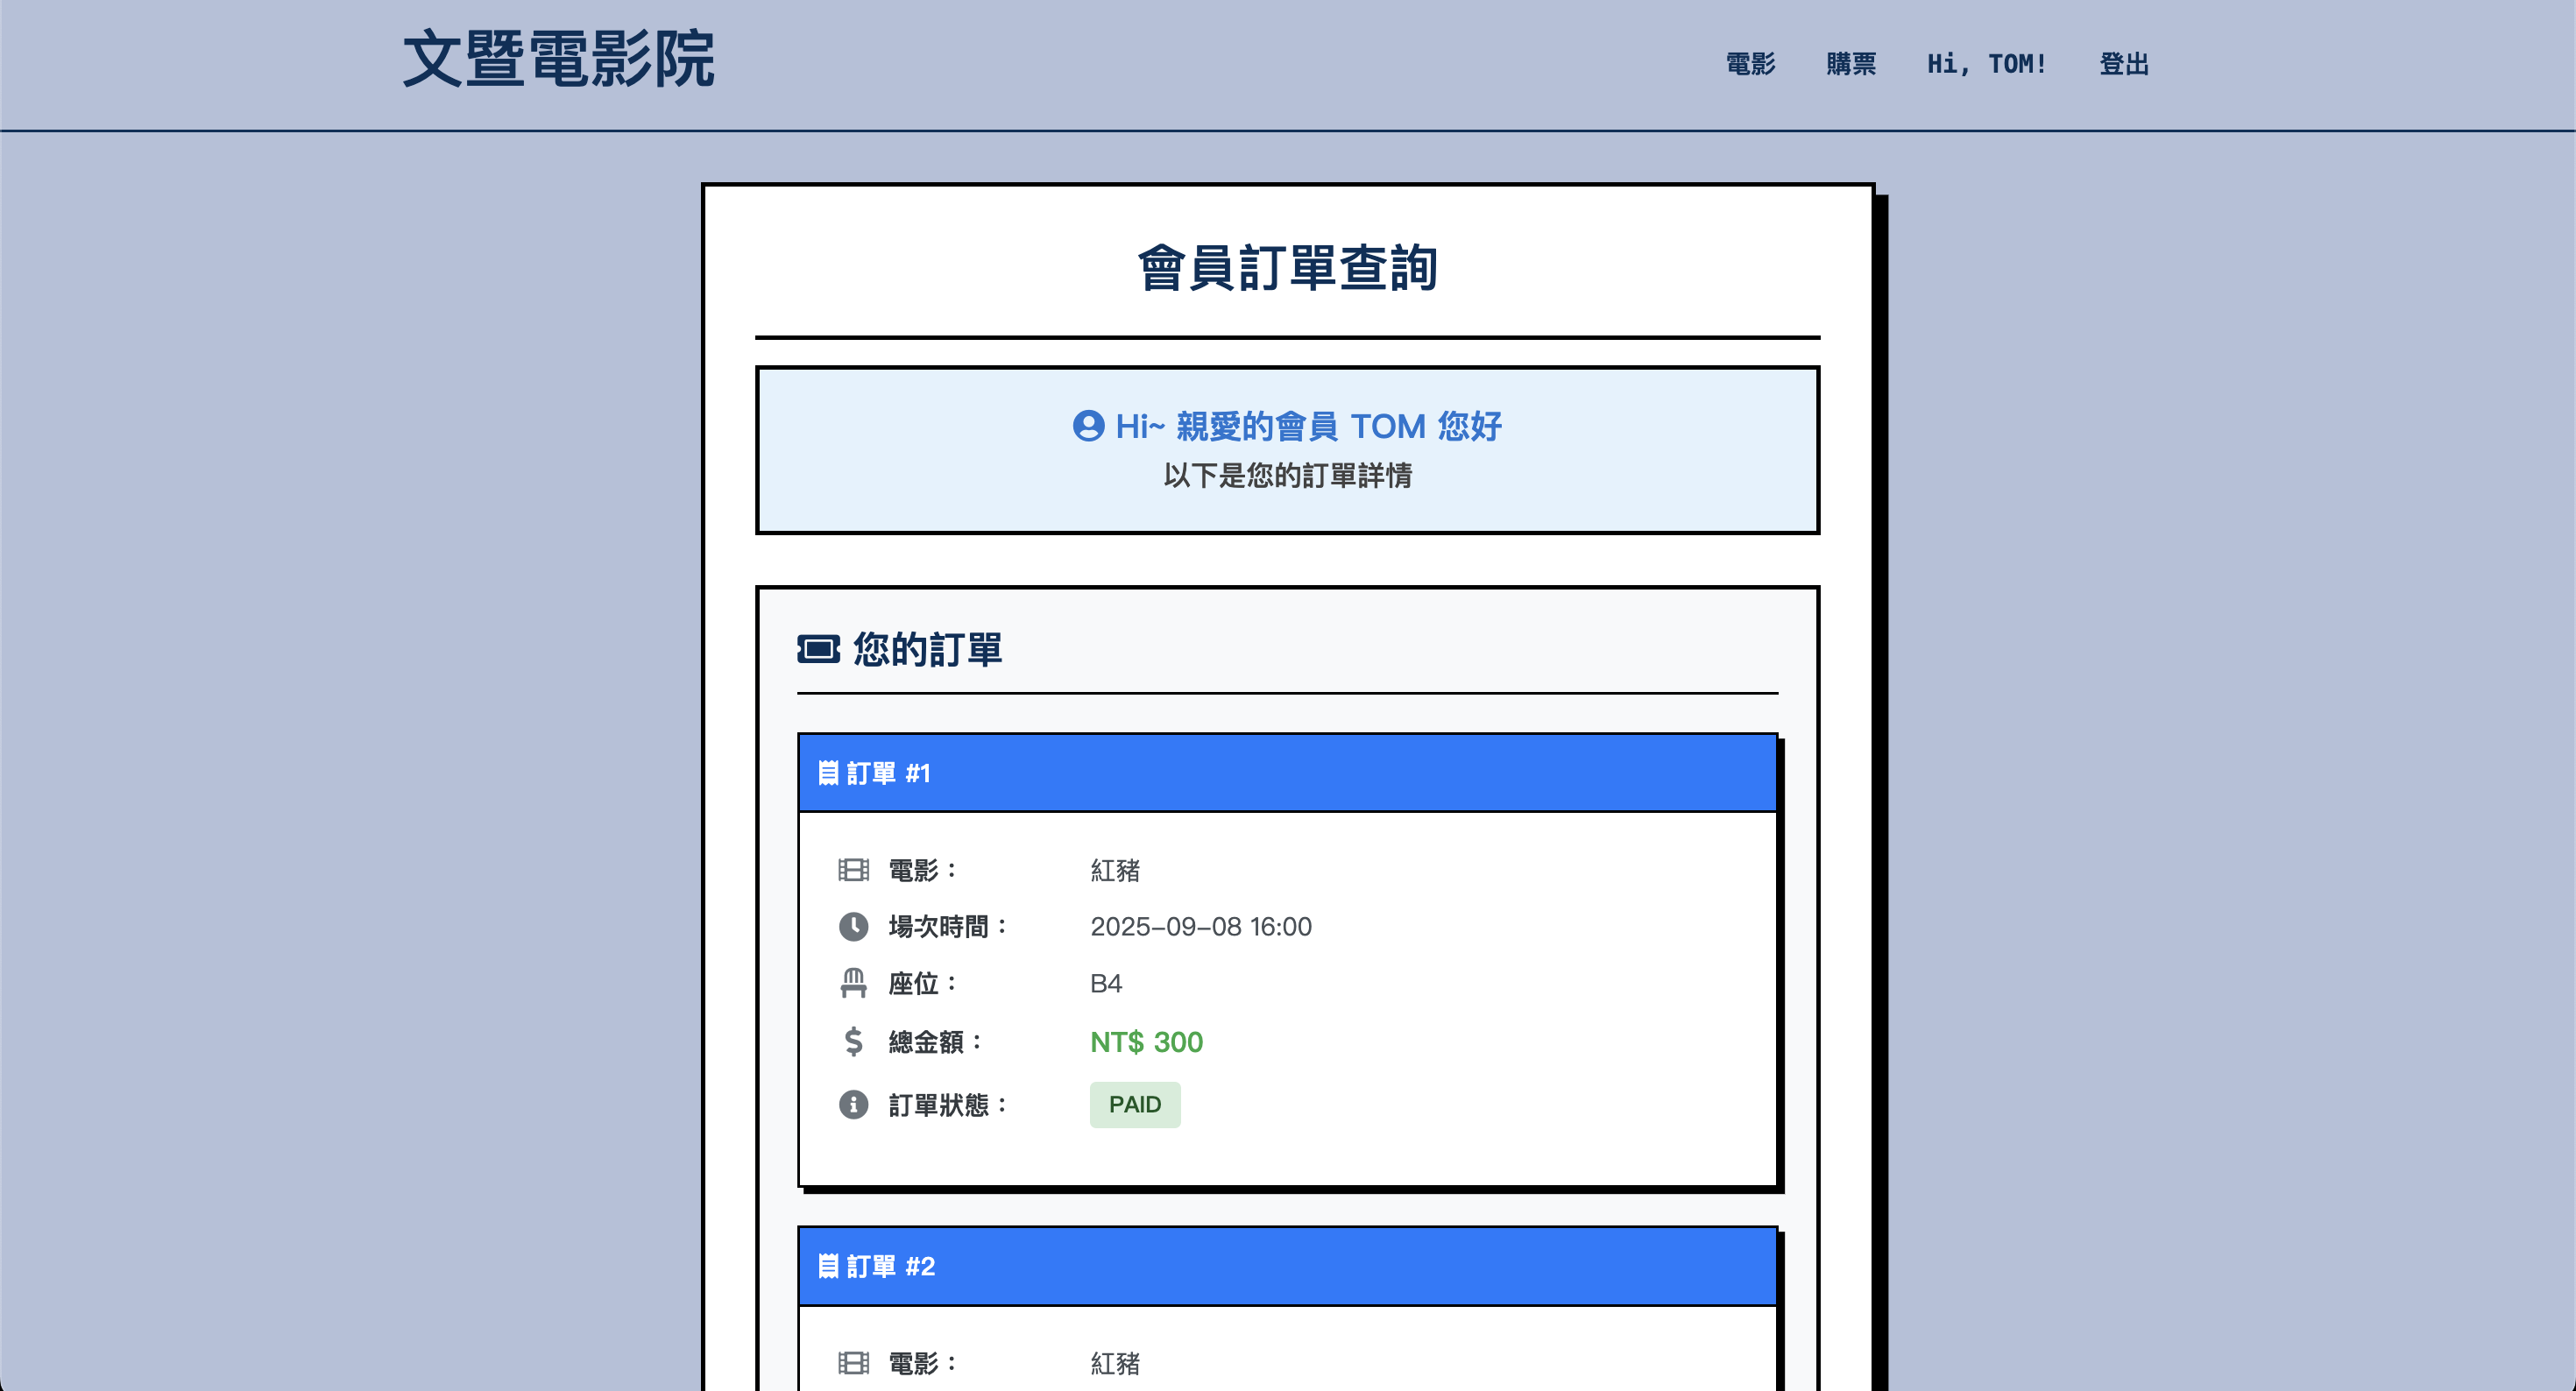 文暨電影院
電影 購票 Hi, TOM! 登出
會員訂單查詢
Hi~ 親愛的會員 TOM 您好
以下是您的訂單詳情
您的訂單
訂單 #1
電影： 紅豬
場次時間： 2025-09-08 16:00
座位： B4
總金額： NT$ 300
訂單狀態： PAID
訂單 #2
電影： 紅豬